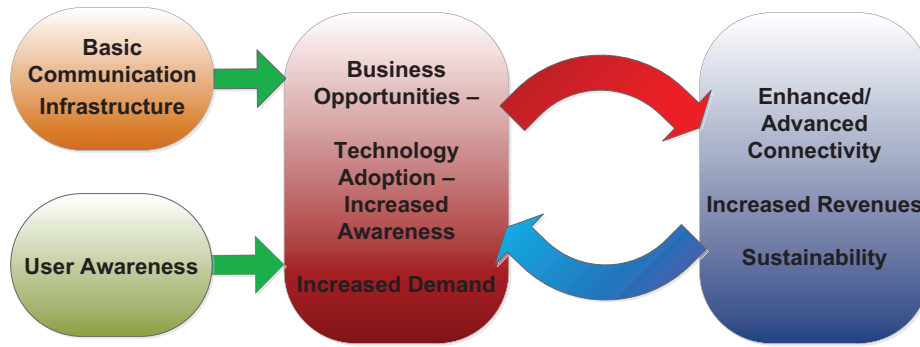 Basic
Communication
Infrastructure
User Awareness
Business
Opportunities –
Technology
Adoption –
Increased
Awareness
Increased Demand
Enhanced/
Advanced
Connectivity
Increased Revenues
Sustainability